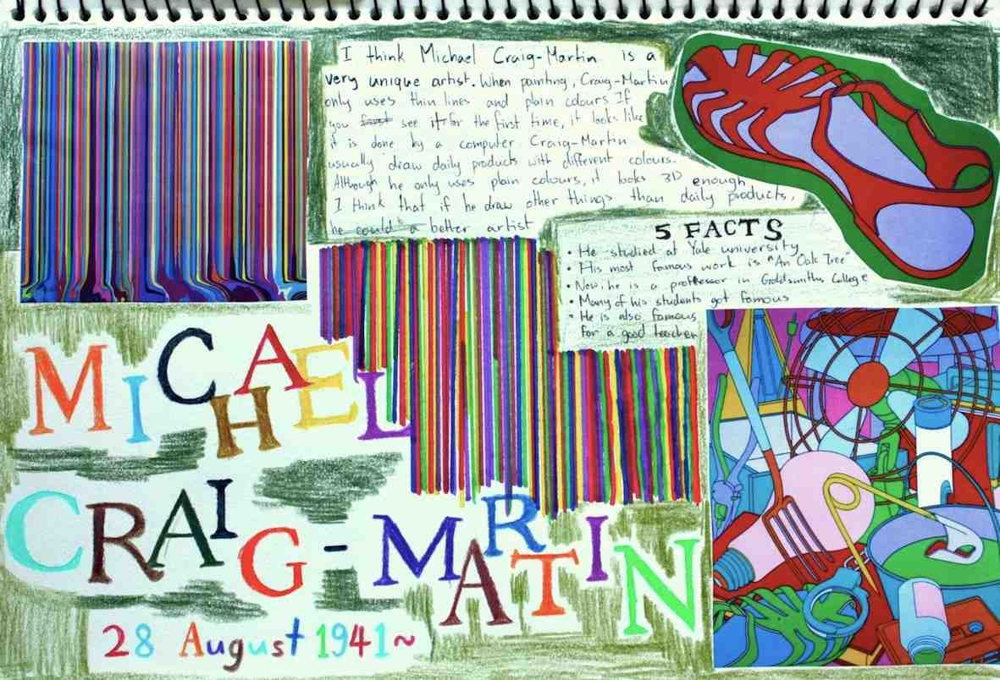 I think Michael Craig-Martin is a
very unique artist. When painting, Craig-Martin
only uses thin lines and plain colours If
you see it for the first time, it looks like
it is done by a computer. Craig-Martin
usually draw daily products with different colours.
Although he only uses plain colours, it looks 3D enough
I think that if he draw other things than daily products,
he could a better artist
5 FACTS
• He studied at Yale university
• His most famous work is "An Oak Tree"
• Now he is a proffessor in Goldsmiths College
• Many of his students got famous
• He is also famous
for a good teacher
MICHAEL
CRAIG-MARTIN
28 August 1941~